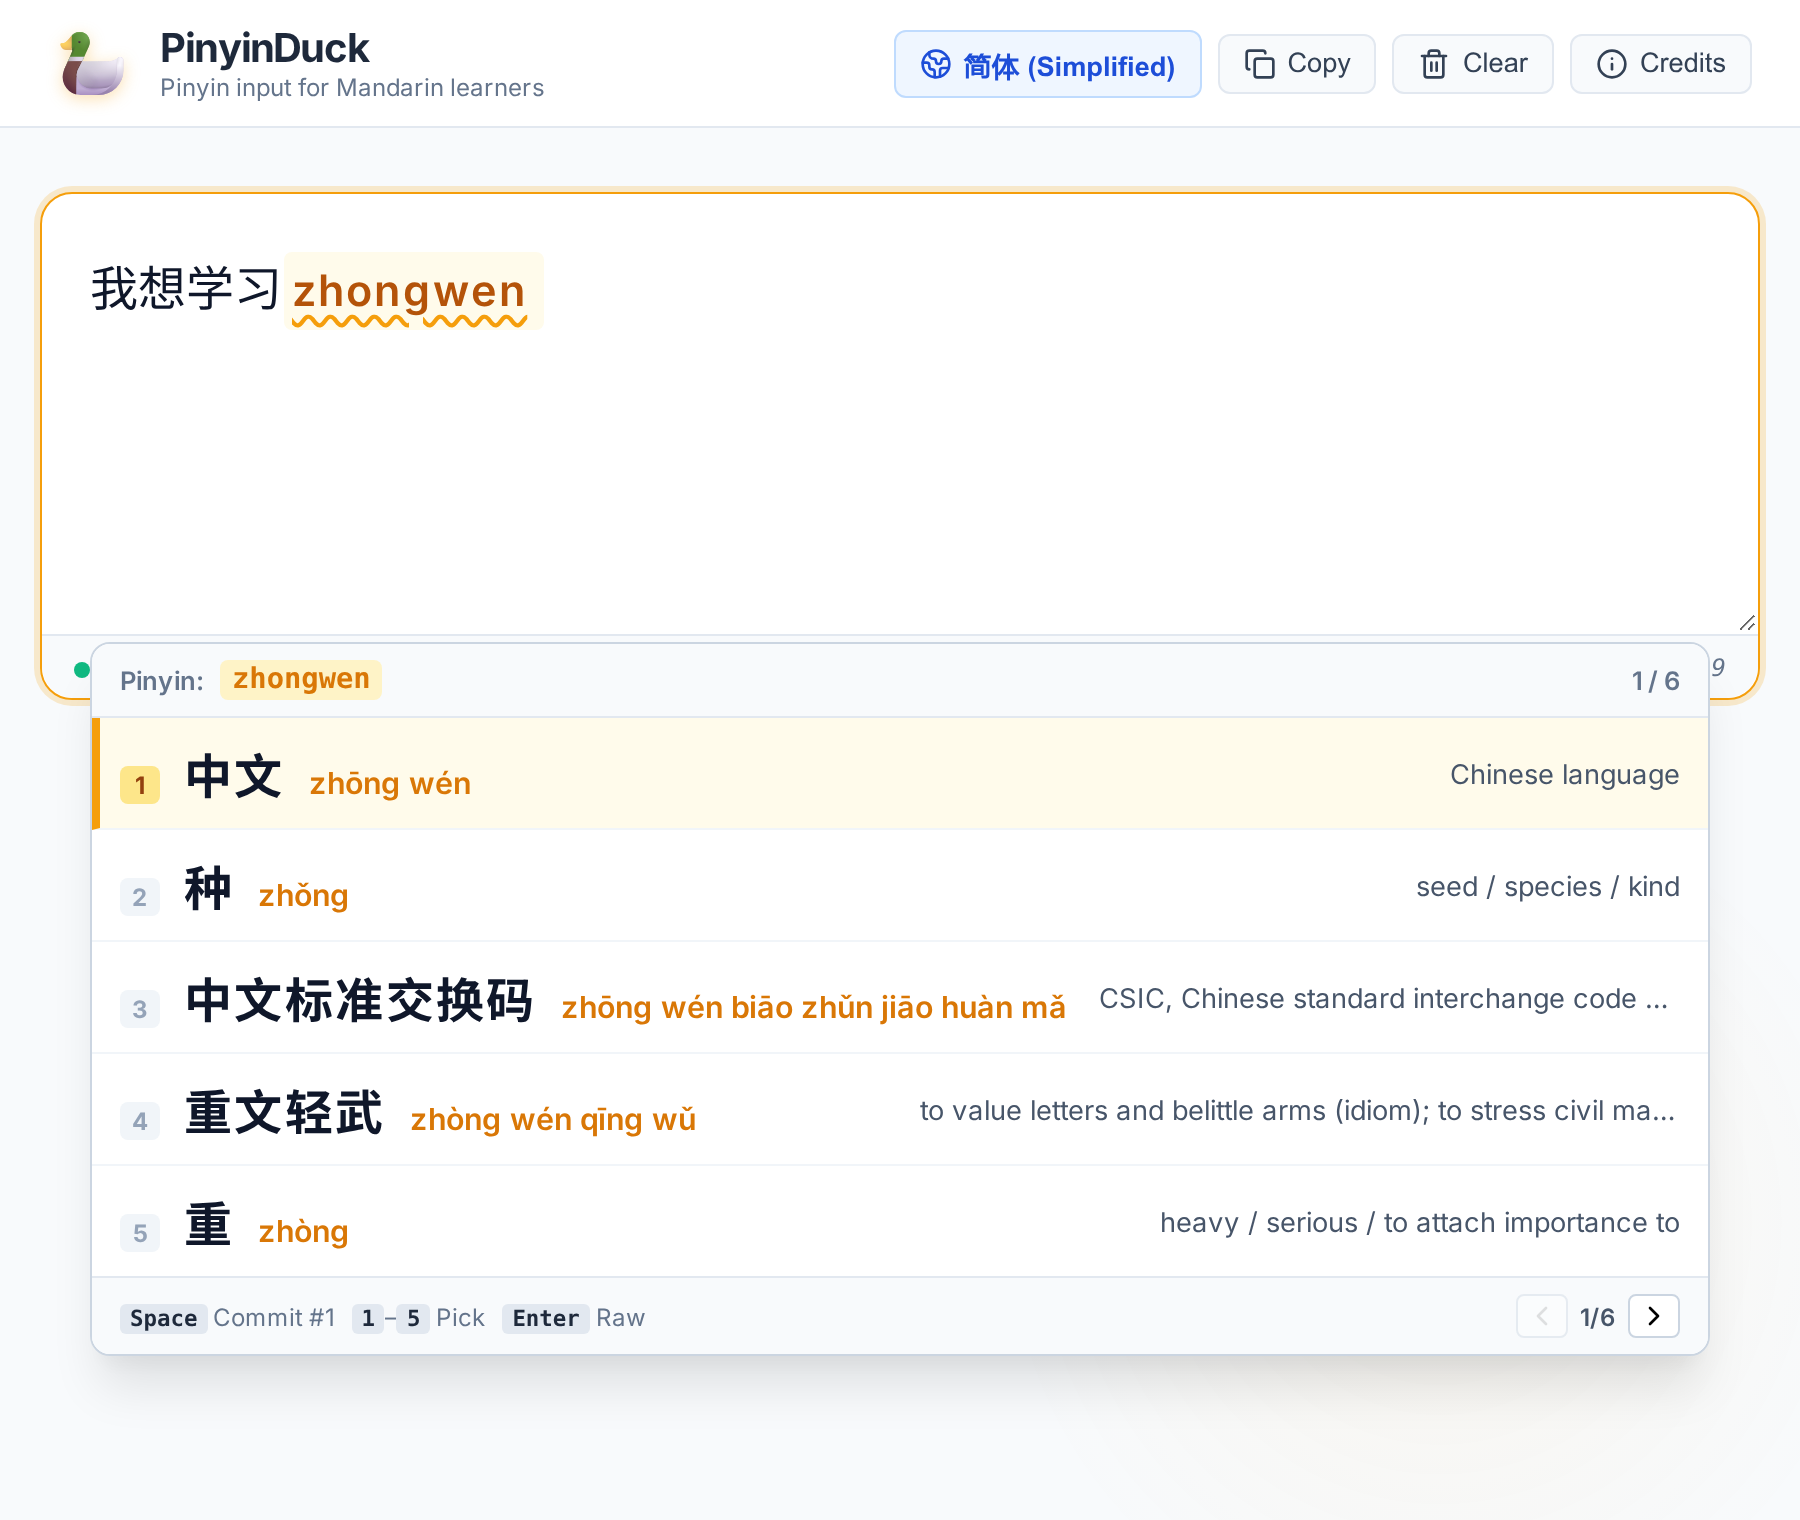 PinyinDuck
Pinyin input for Mandarin learners
简体 (Simplified)
Copy
Clear
Credits
我想学习 zhongwen
9
Pinyin: zhongwen
1 / 6
1 中文 zhōng wén Chinese language
2 种 zhǒng seed / species / kind
3 中文标准交换码 zhōng wén biāo zhǔn jiāo huàn mǎ CSIC, Chinese standard interchange code ...
4 重文轻武 zhòng wén qīng wǔ to value letters and belittle arms (idiom); to stress civil ma...
5 重 zhòng heavy / serious / to attach importance to
Space Commit #1 1–5 Pick Enter Raw
1/6